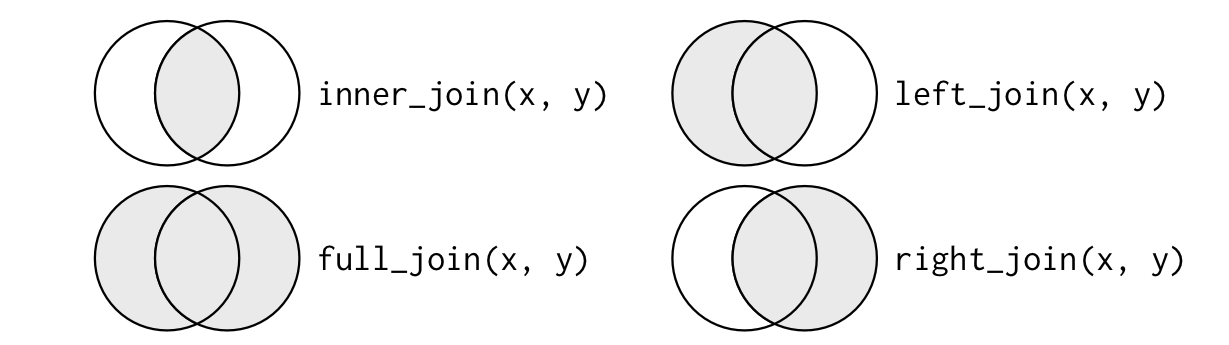 inner_join(x, y)
left_join(x, y)
full_join(x, y)
right_join(x, y)